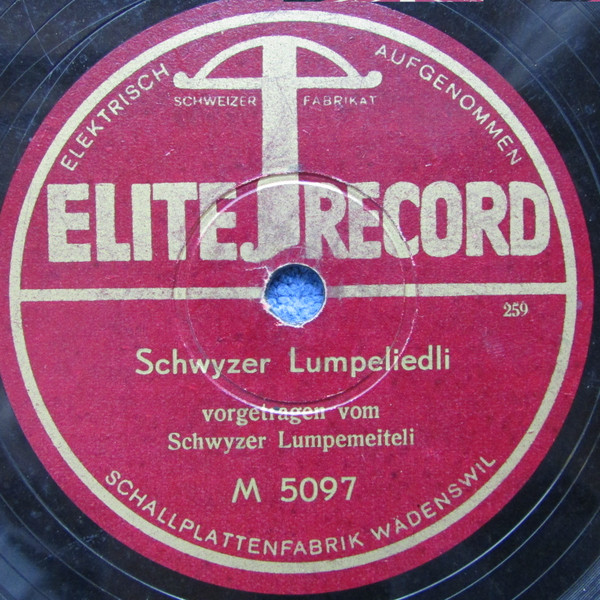 ELEKTRISCH AUFGENOMMEN
SCHWEIZER FABRIKAT
ELITE RECORD
259
Schwyzer Lumpeliedli
vorgetragen vom
Schwyzer Lumpemeiteli
M 5097
SCHALLPLATTENFABRIK WÄDENSWIL